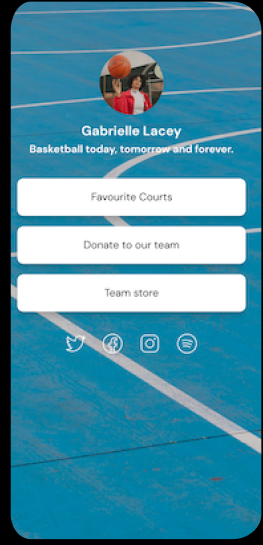 Gabrielle Lacey
Basketball today, tomorrow and forever.
Favourite Courts
Donate to our team
Team store